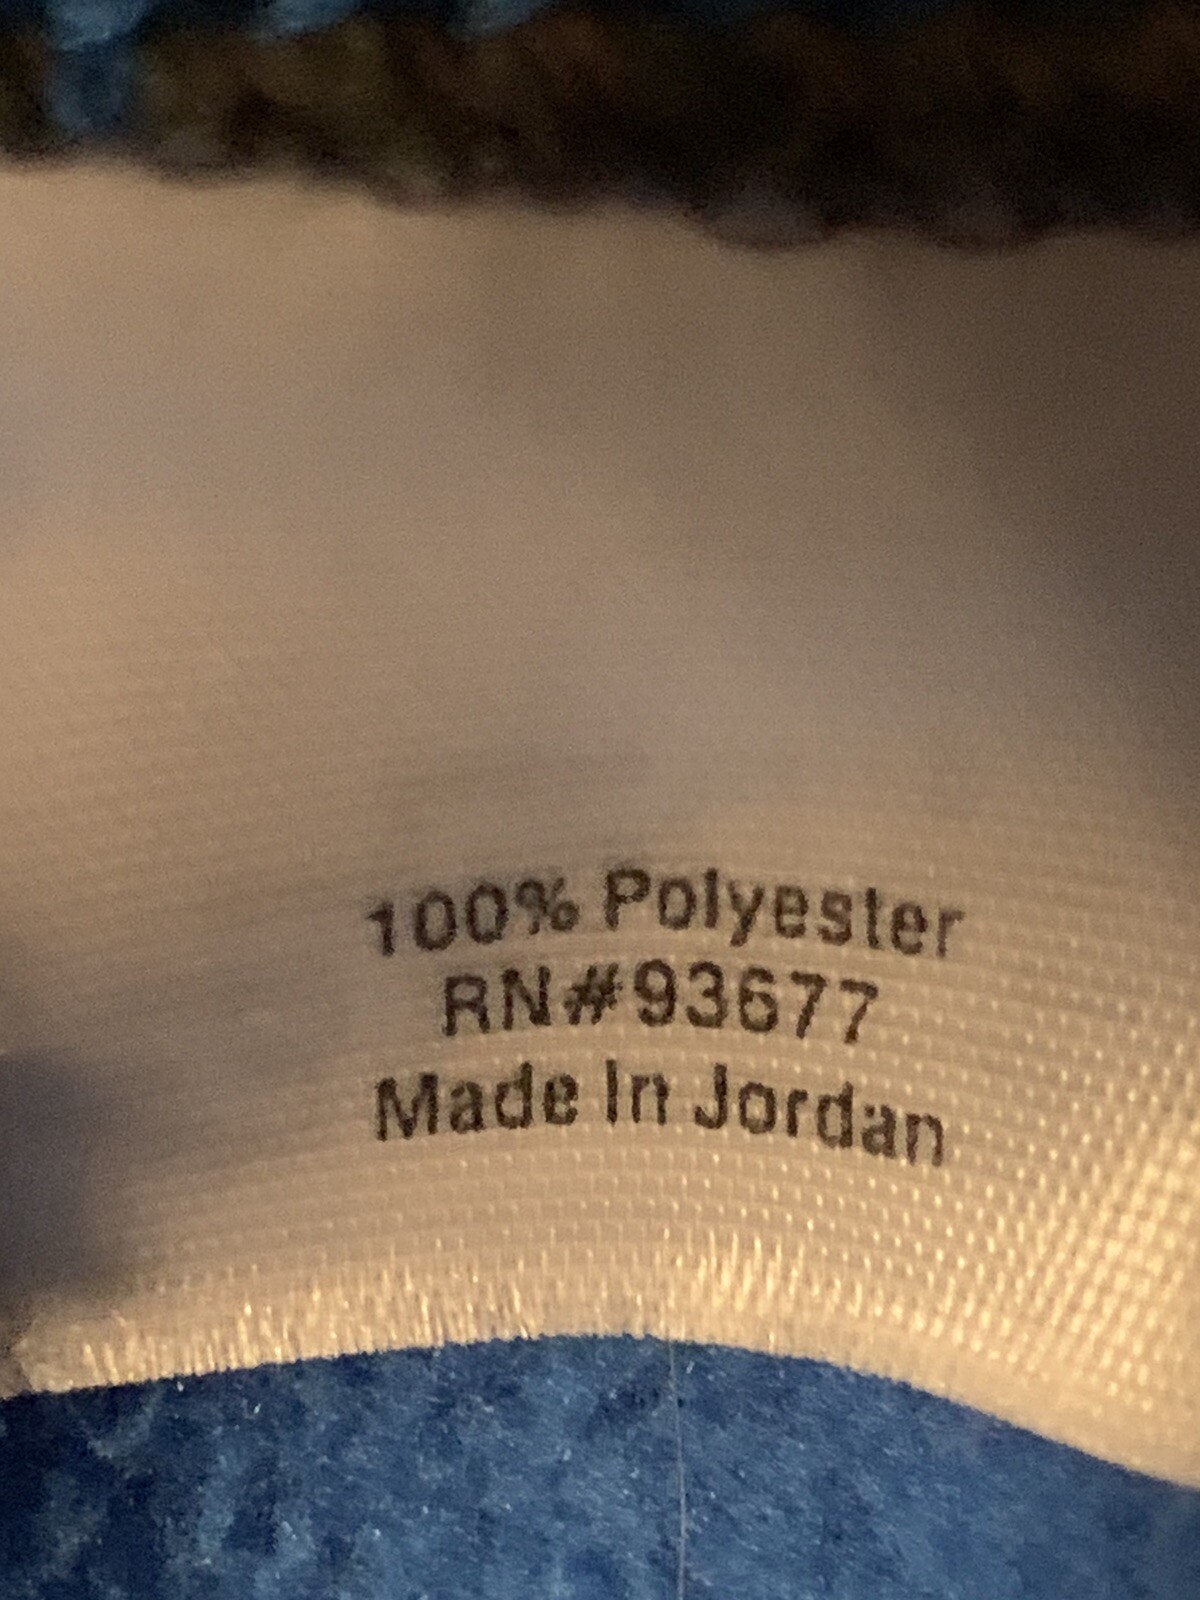 100% Polyester
RN#93677
Made In Jordan